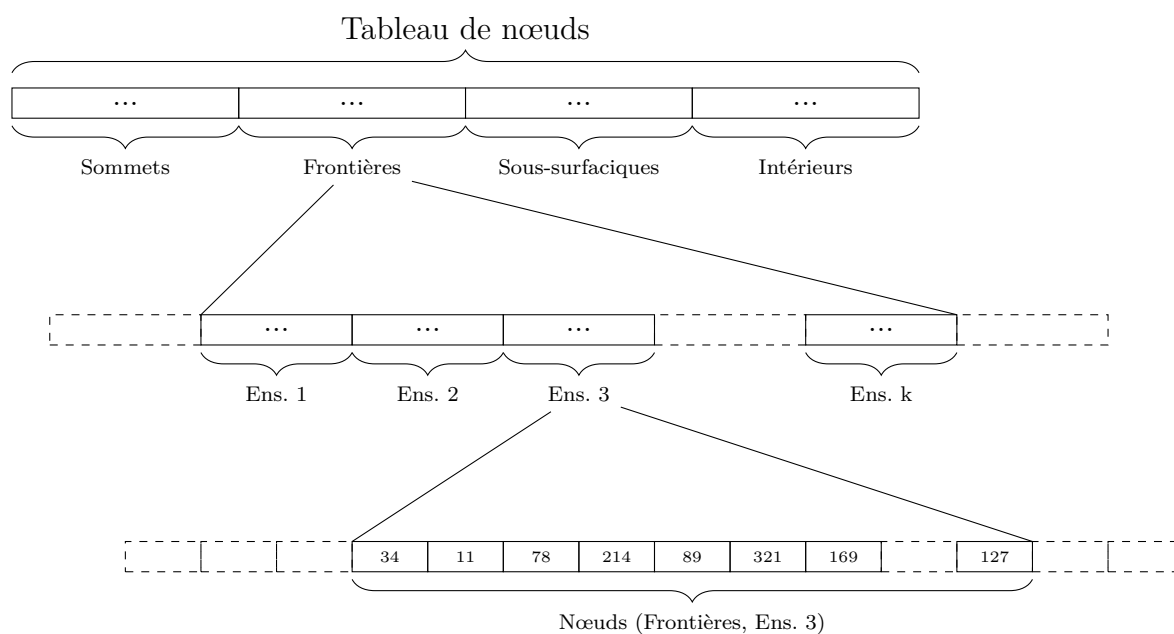 Tableau de nœuds
... ... ... ...
Sommets Frontières Sous-surfaciques Intérieurs
... ... ... ...
Ens. 1 Ens. 2 Ens. 3 Ens. k
34 11 78 214 89 321 169 127
Nœuds (Frontières, Ens. 3)